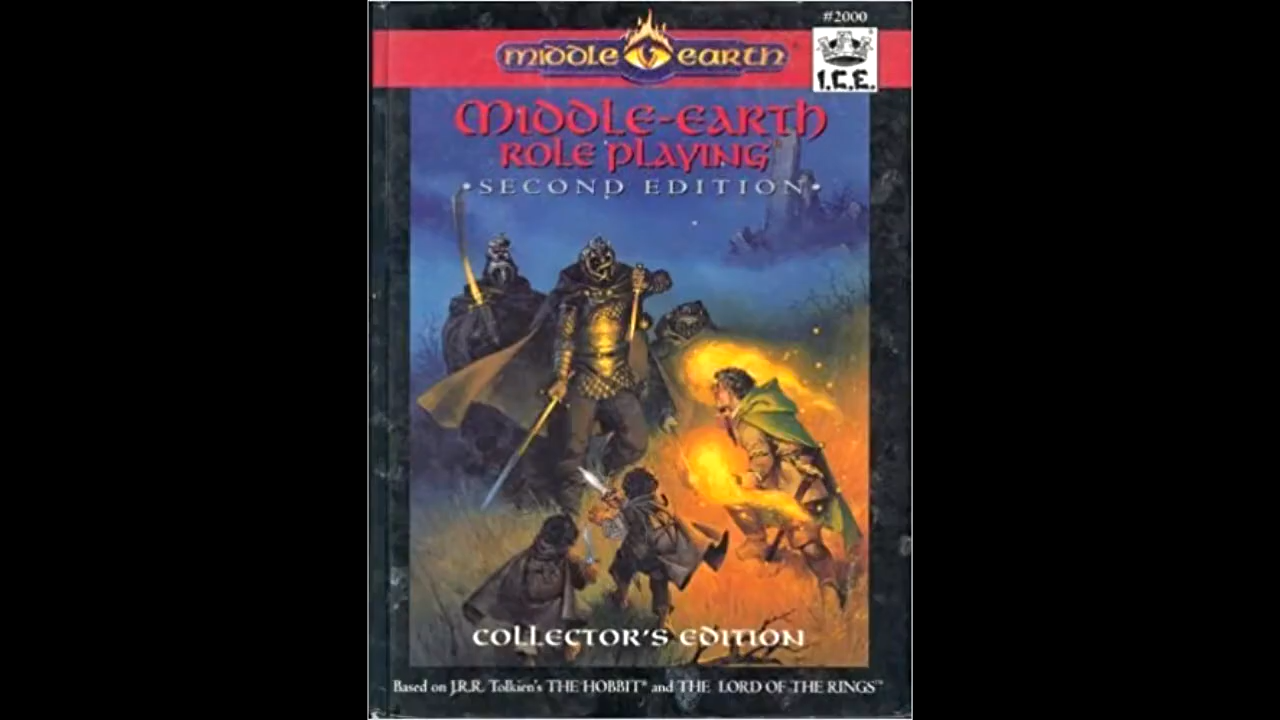 #2000
MIDDLE EARTH
I.C.E.
MIDDLE-EARTH
ROLE PLAYING
•SECOND EDITION•
COLLECTOR'S EDITION
Based on J.R.R. Tolkien's THE HOBBIT® and THE LORD OF THE RINGS™